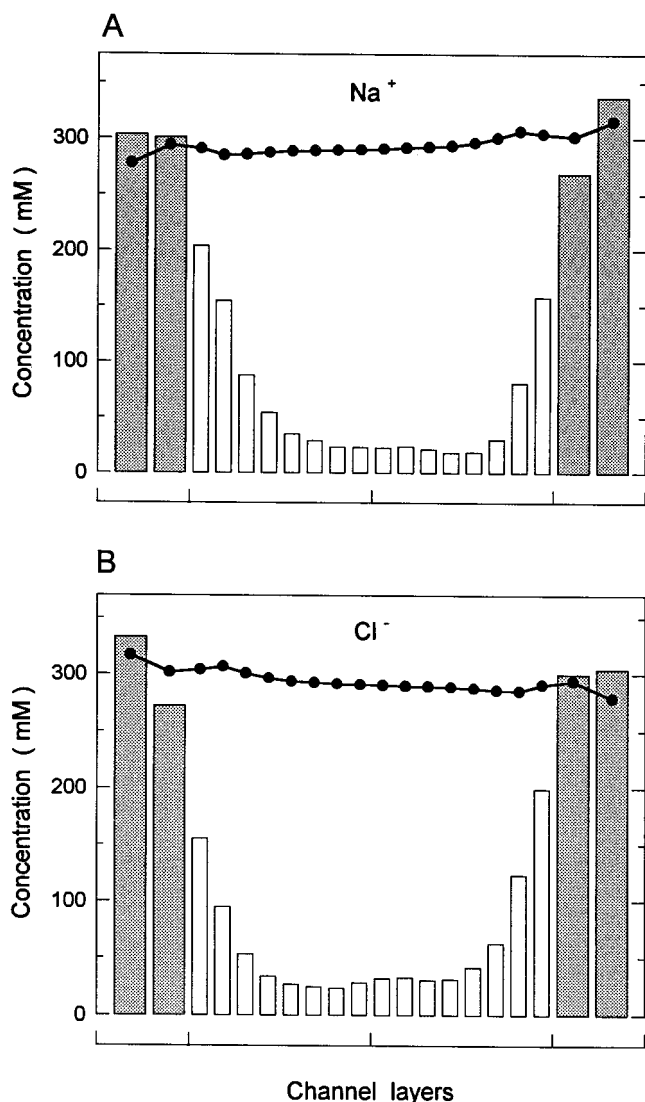 A
Na⁺
Concentration ( mM )
300
200
100
0
B
Cl⁻
Concentration ( mM )
300
200
100
0
Channel layers